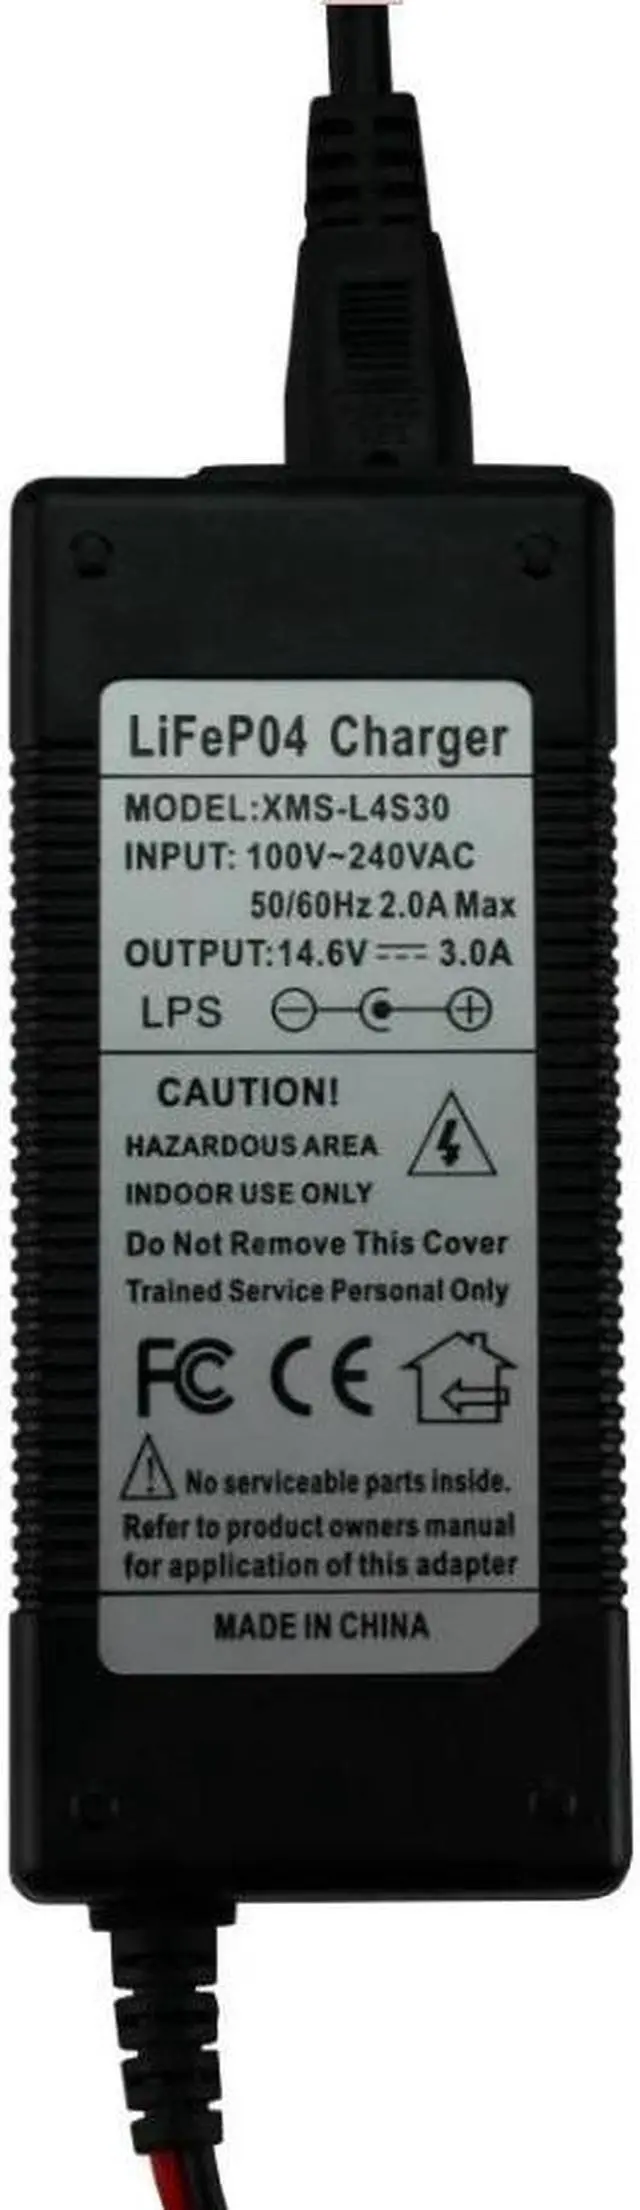 LiFeP04 Charger
MODEL:XMS-L4S30
INPUT: 100V~240VAC
50/60Hz 2.0A Max
OUTPUT:14.6V 3.0A
LPS
CAUTION!
HAZARDOUS AREA
INDOOR USE ONLY
Do Not Remove This Cover
Trained Service Personal Only
FC CE
No serviceable parts inside.
Refer to product owners manual
for application of this adapter
MADE IN CHINA